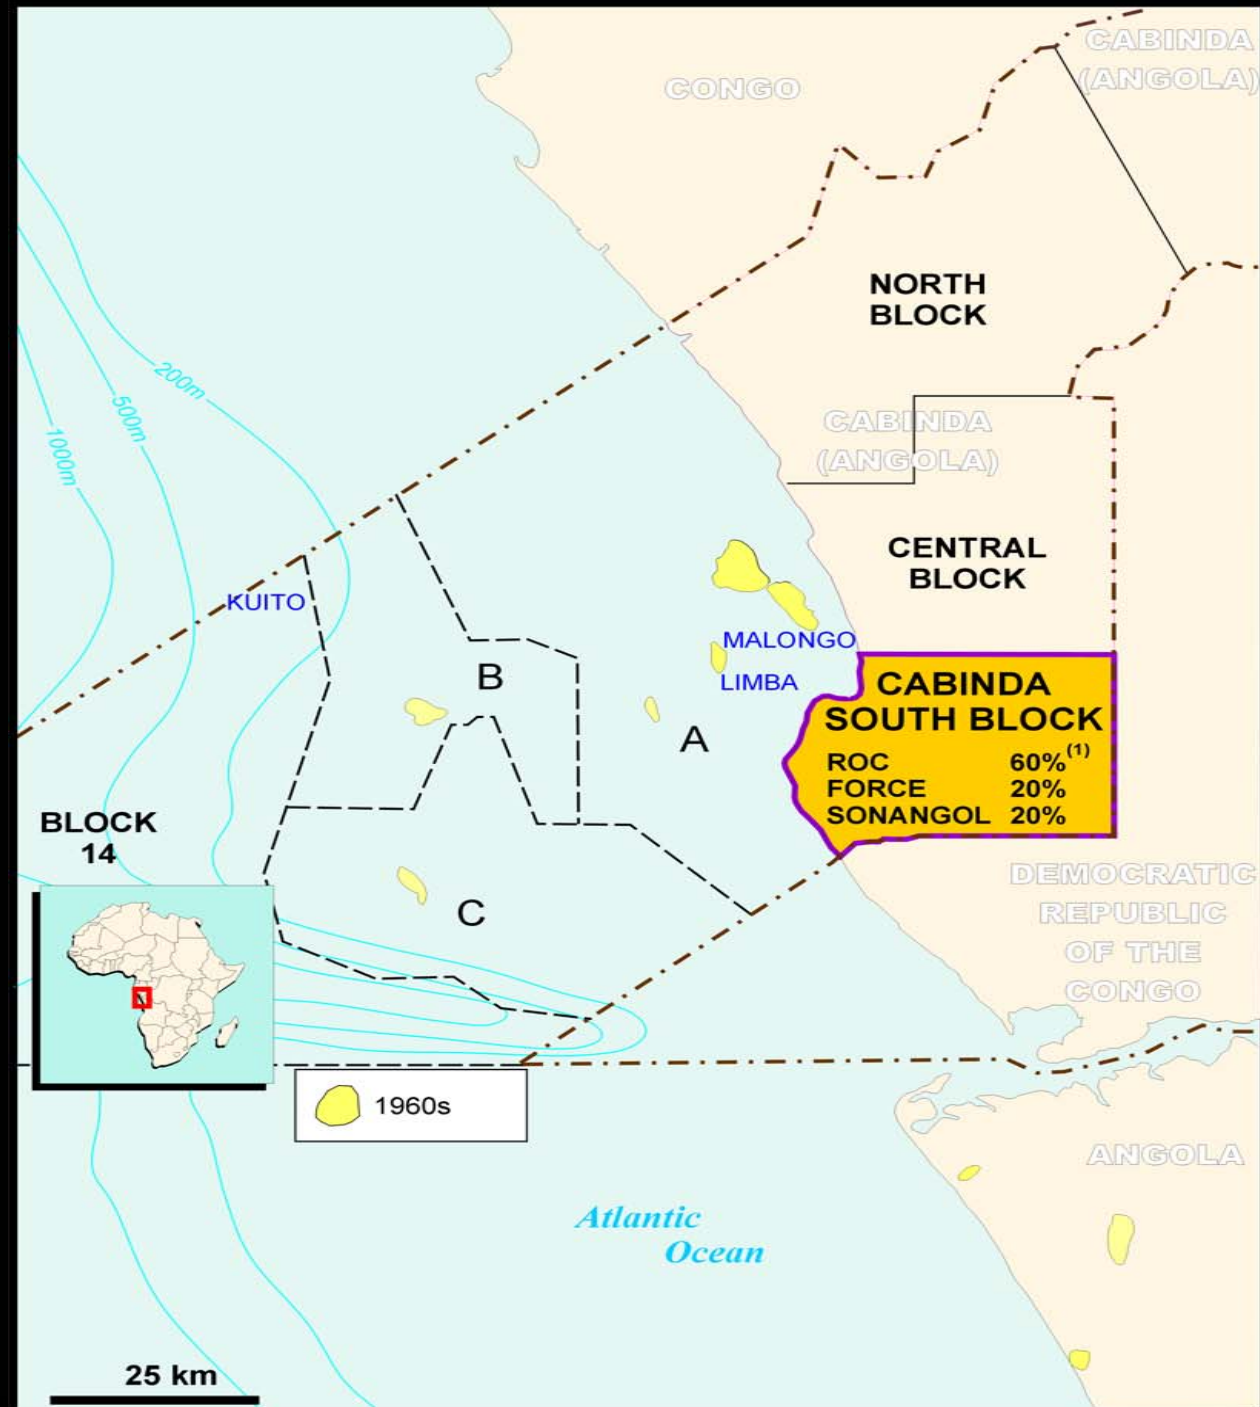 CABINDA
(ANGOLA)
CONGO
NORTH
BLOCK
200m
500m
1000m
CABINDA
(ANGOLA)
CENTRAL
BLOCK
KUITO
MALONGO
LIMBA
B
A
CABINDA
SOUTH BLOCK
ROC 60%(1)
FORCE 20%
SONANGOL 20%
BLOCK
14
C
DEMOCRATIC
REPUBLIC
OF THE
CONGO
1960s
ANGOLA
Atlantic
Ocean
25 km